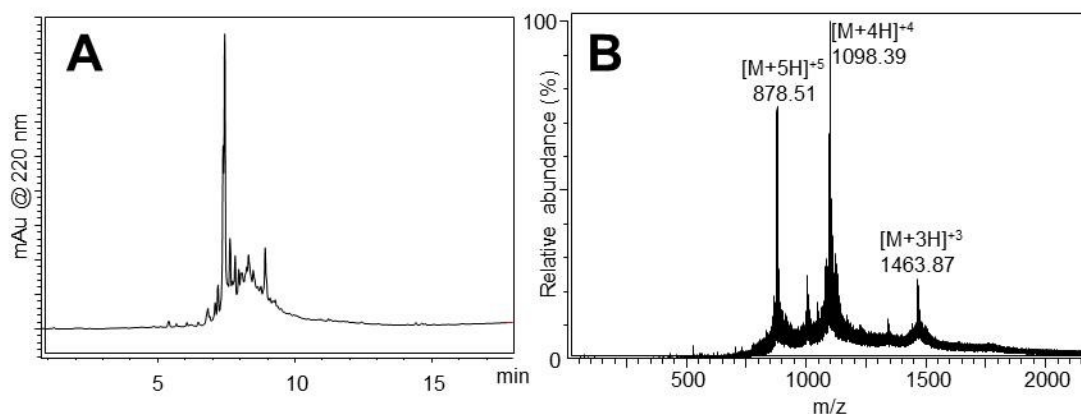 A
mAu @ 220 nm
5
10
15
min
B
Relative abundance (%)
100
0
[M+5H]+5
878.51
[M+4H]+4
1098.39
[M+3H]+3
1463.87
500
1000
1500
2000
m/z